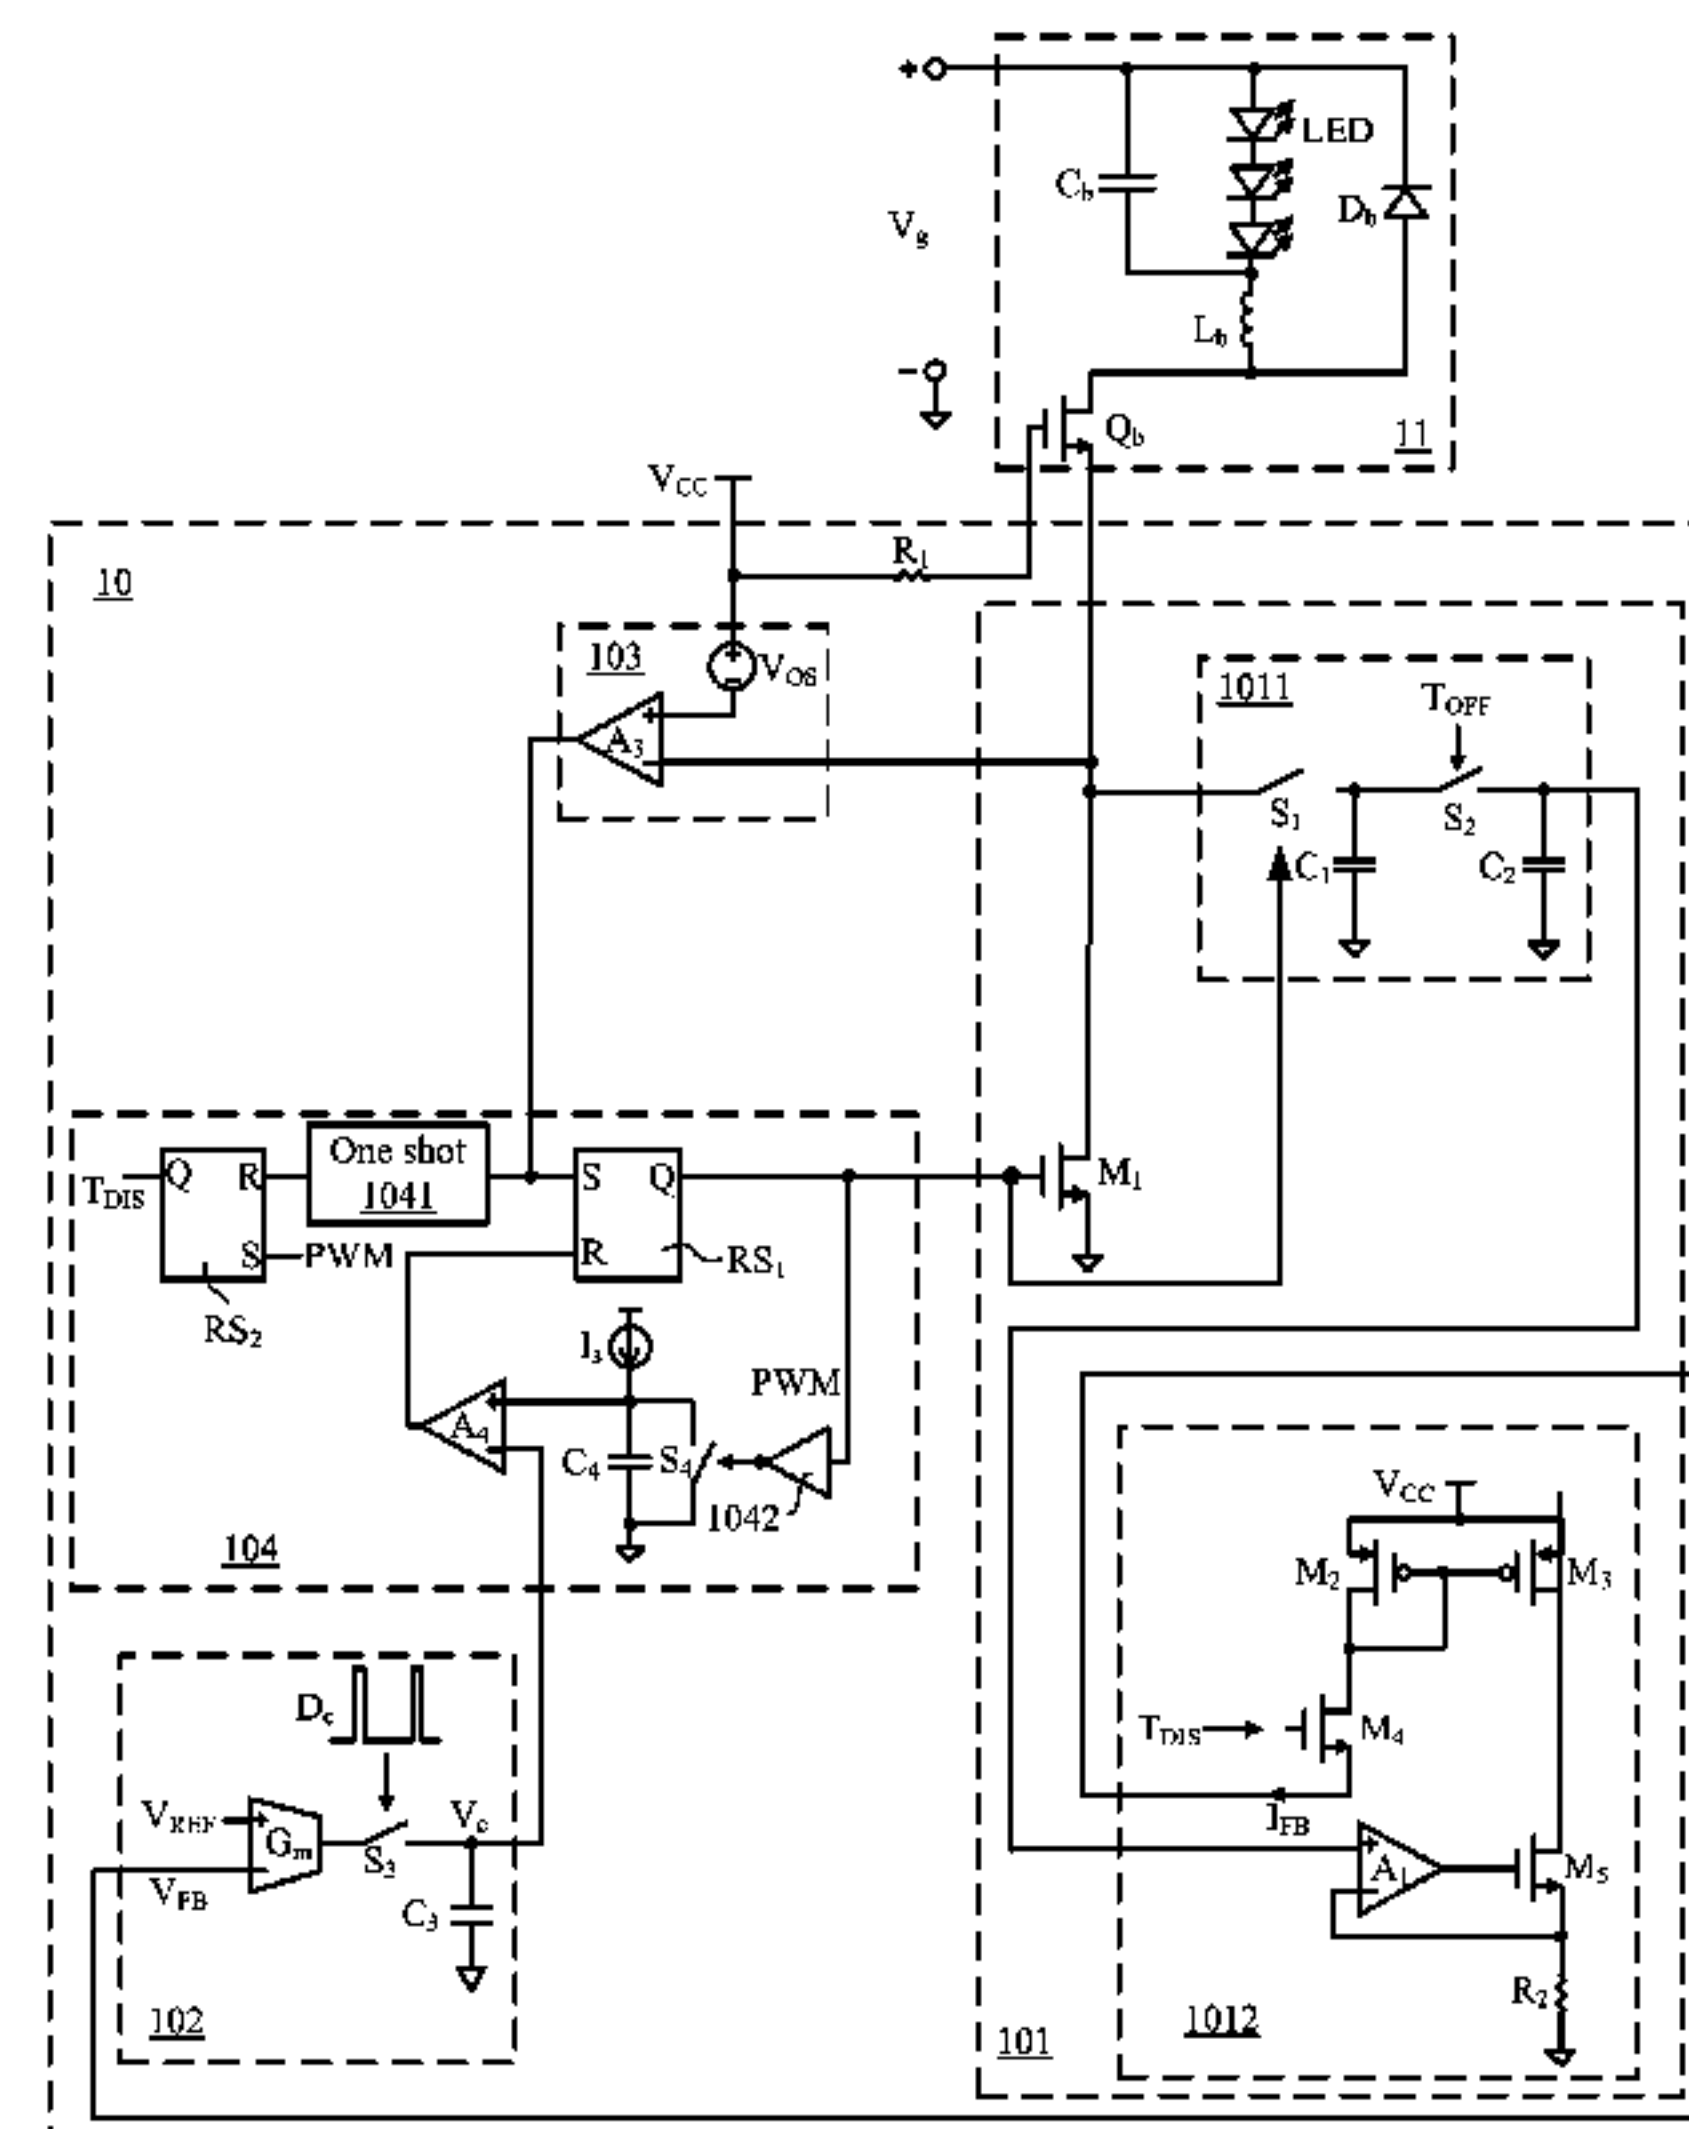 +
LED
Cb
Db
Vg
Lb
-
Qb
11
VCC
R1
10
103
+
-
VOS
1011
TOFF
+
A3
-
S1
S2
C1
C2
TDIS
Q
R
One shot
1041
S
Q
M1
S
PWM
R
RS1
RS2
I3
PWM
A4
C4
S4
1042
VCC
104
M2
M3
Dc
TDIS
M4
VREF
+
Gm
-
S3
Vc
IFB
VFB
+
A1
-
M5
C3
R2
102
101
1012